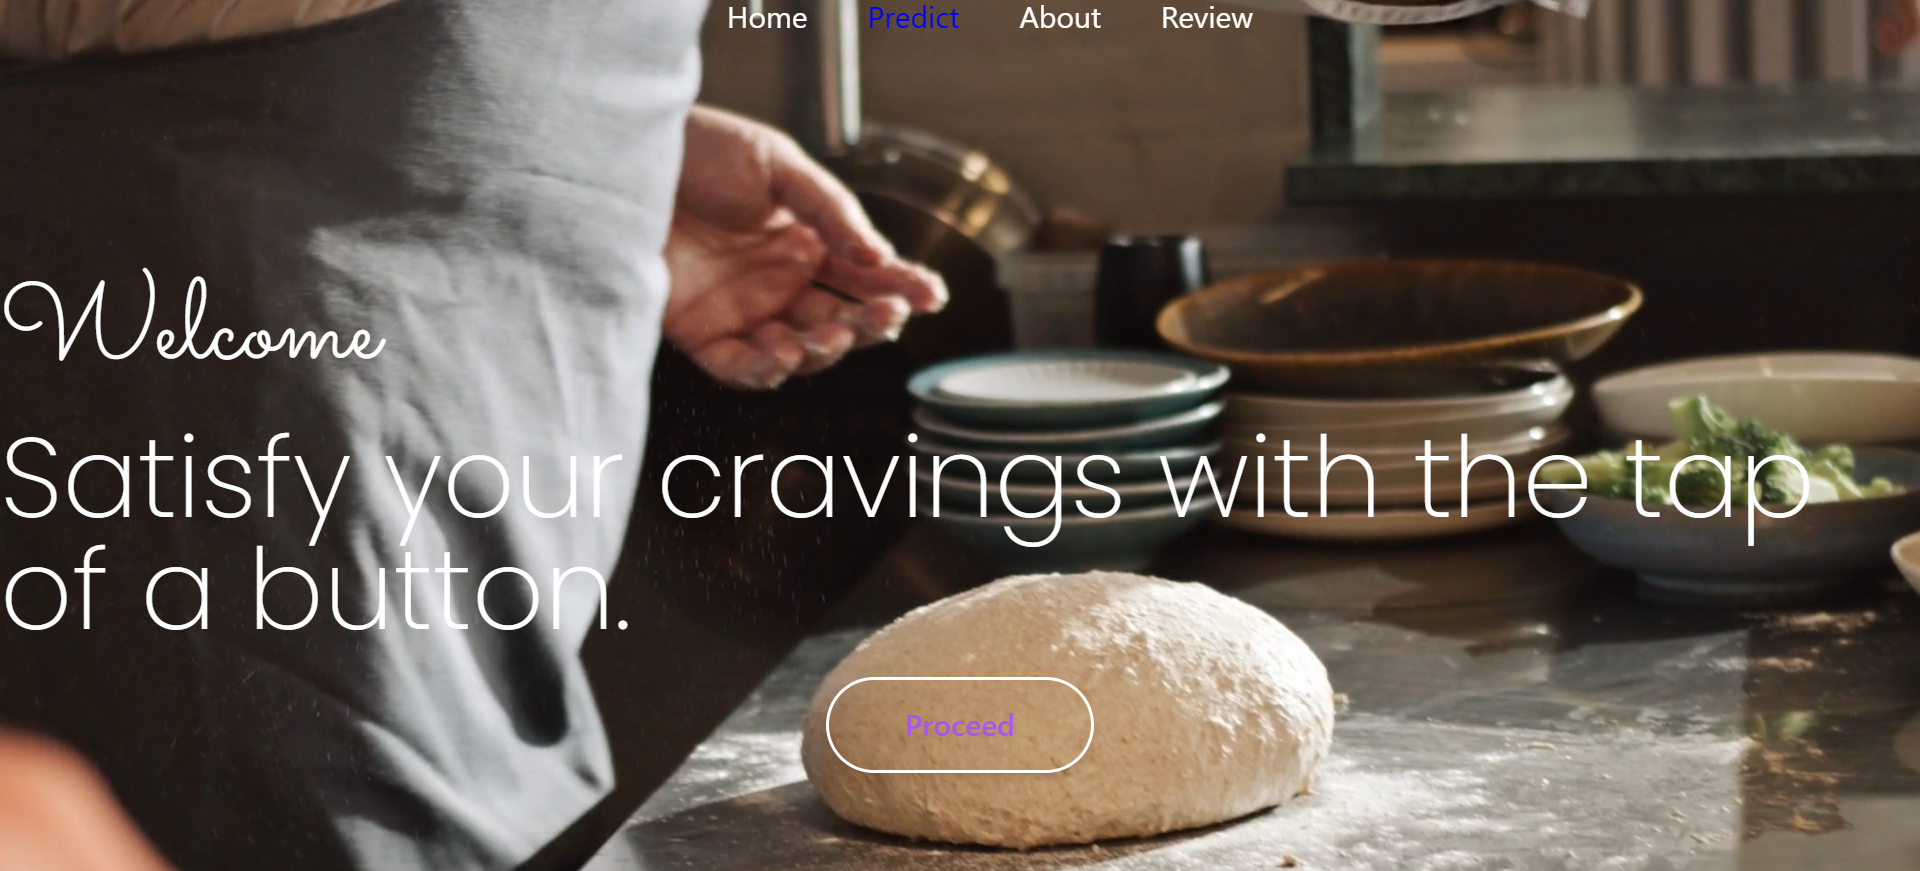 Home Predict About Review
Welcome
Satisfy your cravings with the tap
of a button.
Proceed